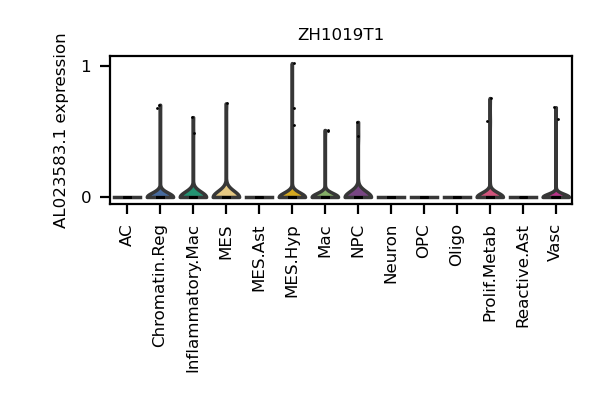 ZH1019T1
AL023583.1 expression
1
0
AC
Chromatin.Reg
Inflammatory.Mac
MES
MES.Ast
MES.Hyp
Mac
NPC
Neuron
OPC
Oligo
Prolif.Metab
Reactive.Ast
Vasc